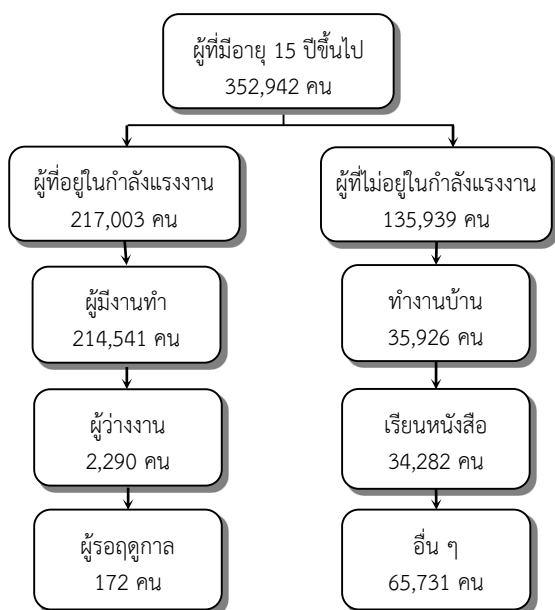 ผู้ที่มีอายุ 15 ปีขึ้นไป
352,942 คน
ผู้ที่อยู่ในกำลังแรงงาน
217,003 คน
ผู้ที่ไม่อยู่ในกำลังแรงงาน
135,939 คน
ผู้มีงานทำ
214,541 คน
ทำงานบ้าน
35,926 คน
ผู้ว่างงาน
2,290 คน
เรียนหนังสือ
34,282 คน
ผู้รอฤดูกาล
172 คน
อื่น ๆ
65,731 คน